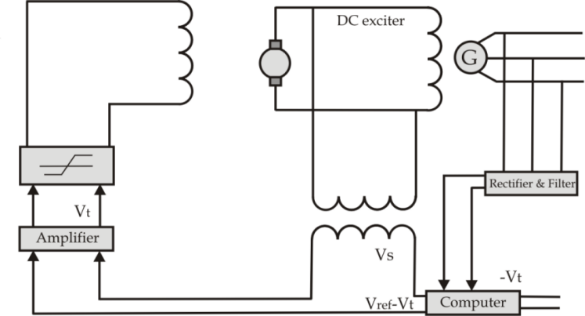 DC exciter
G
Rectifier & Filter
Vt
Amplifier
Vs
-Vt
Vref-Vt
Computer